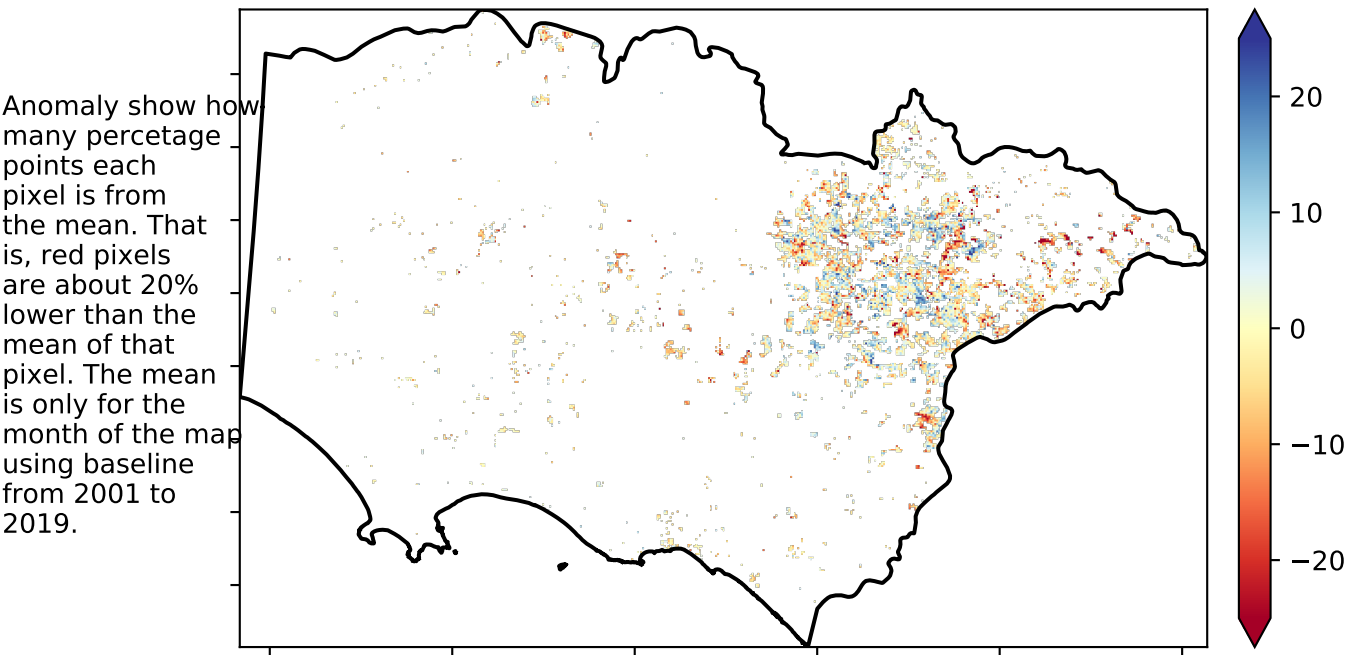 Anomaly show how
many percetage
points each
pixel is from
the mean. That
is, red pixels
are about 20%
lower than the
mean of that
pixel. The mean
is only for the
month of the map
using baseline
from 2001 to
2019.
20
10
0
−10
−20